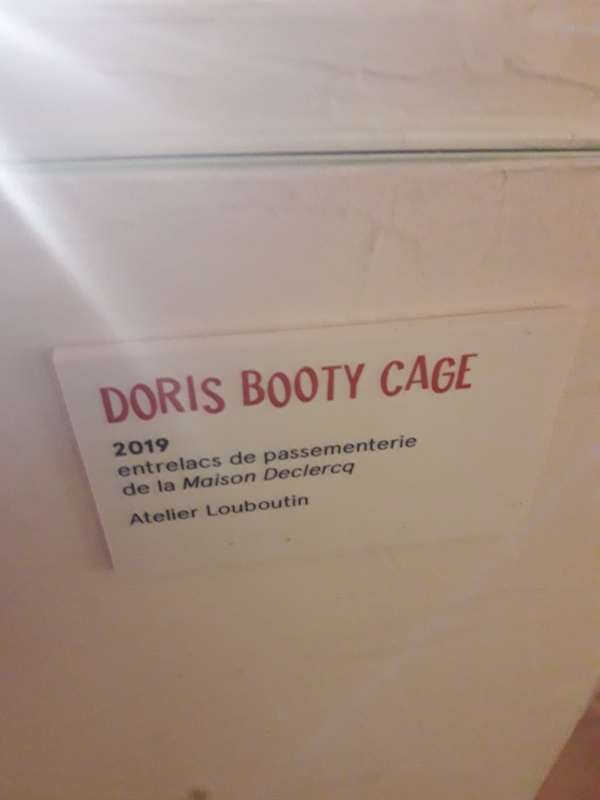 DORIS BOOTY CAGE
2019
entrelacs de passementerie
de la Maison Declercq
Atelier Louboutin